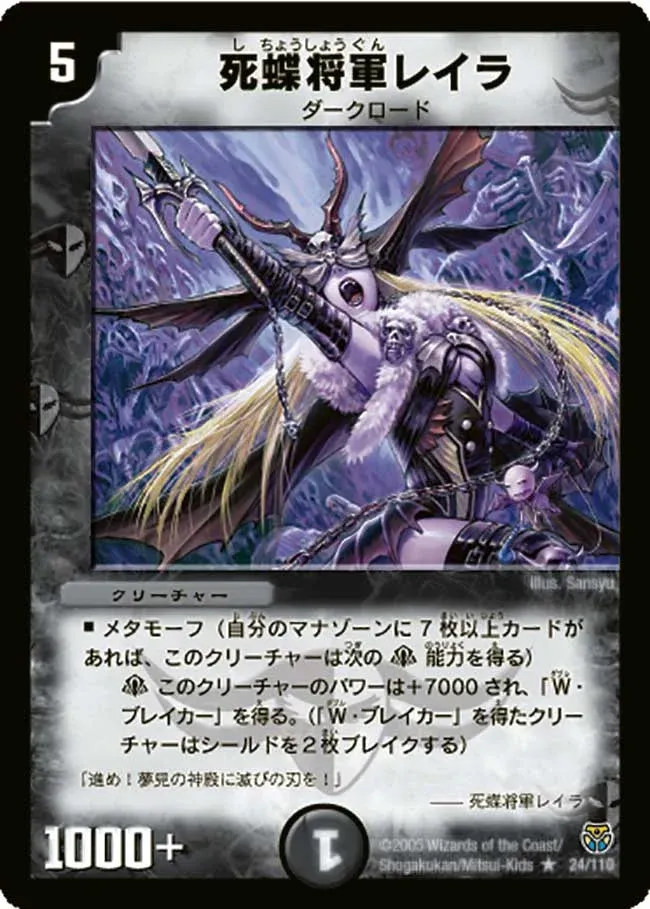 5
し ちょうしょうぐん
死蝶将軍レイラ
ダークロード
Illus. Sansyu
クリーチャー
■ メタモーフ（自分のマナゾーンに7枚以上カードが
あれば、このクリーチャーは次の 能力を得る）
このクリーチャーのパワーは+7000され、「W・
ブレイカー」を得る。（「W・ブレイカー」を得たクリー
チャーはシールドを2枚ブレイクする）
「進め！夢見の神殿に滅びの刃を！」
―― 死蝶将軍レイラ
1000+
1
©2005 Wizards of the Coast/
Shogakukan/Mitsui-Kids ★ 24/110